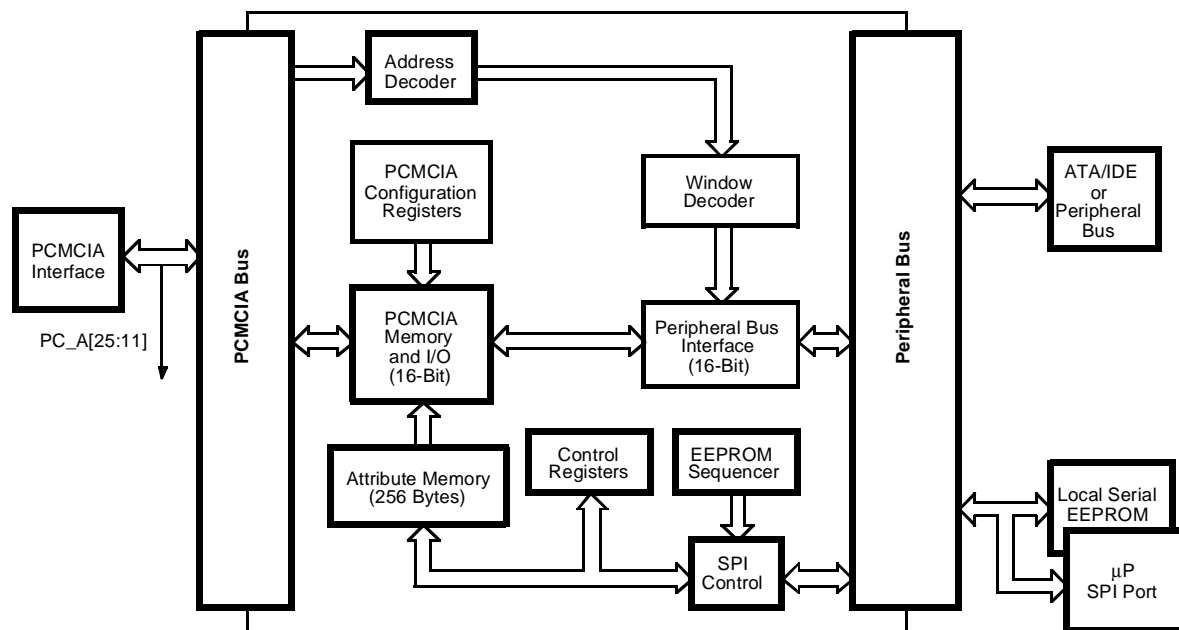 Address
Decoder
PCMCIA
Configuration
Registers
Window
Decoder
ATA/IDE
or
Peripheral
Bus
PCMCIA
Interface
PCMCIA Bus
PC_A[25:11]
PCMCIA
Memory
and I/O
(16-Bit)
Peripheral Bus
Interface
(16-Bit)
Peripheral Bus
Attribute Memory
(256 Bytes)
Control
Registers
EEPROM
Sequencer
SPI
Control
Local Serial
EEPROM
μP
SPI Port